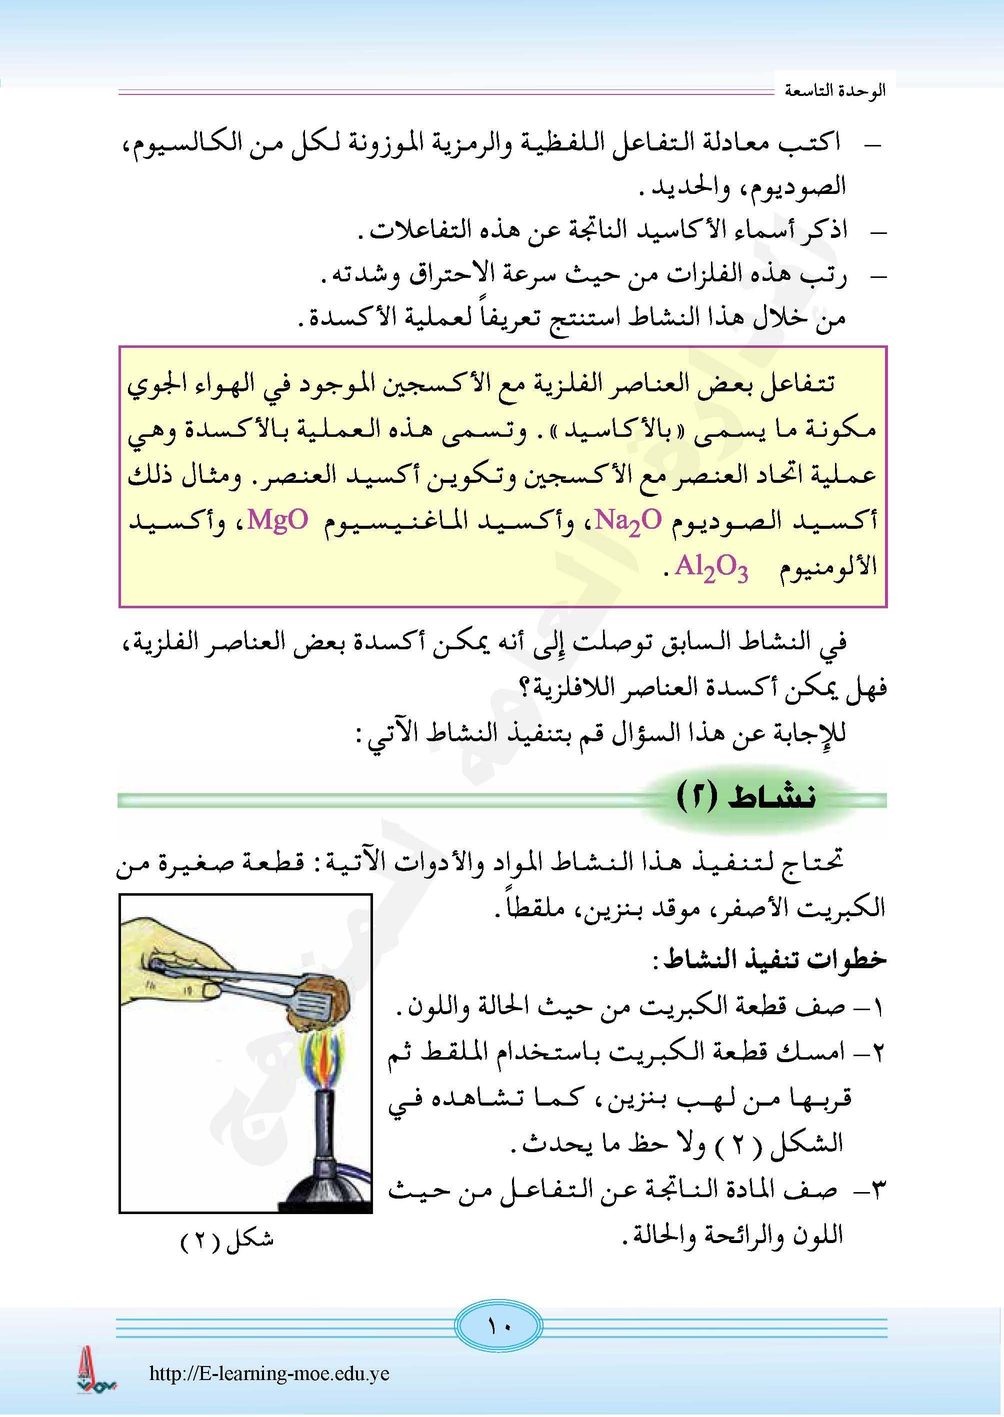 الوحدة التاسعة
– اكتب معادلة التفاعل اللفظية والرمزية الموزونة لكل من الكالسيوم،
الصوديوم، والحديد .
– اذكر أسماء الأكاسيد الناتجة عن هذه التفاعلات .
– رتب هذه الفلزات من حيث سرعة الاحتراق وشدته .
من خلال هذا النشاط استنتج تعريفاً لعملية الأكسدة .
تتفاعل بعض العناصر الفلزية مع الأكسجين الموجود في الهواء الجوي
مكونة ما يسمى «بالأكاسيد» . وتسمى هذه العملية بالأكسدة وهي
عملية اتحاد العنصر مع الأكسجين وتكوين أكسيد العنصر . ومثال ذلك
أكسيد الصوديوم Na2O، وأكسيد الماغنيسيوم MgO، وأكسيد
الألومنيوم Al2O3 .
في النشاط السابق توصلت إلى أنه يمكن أكسدة بعض العناصر الفلزية،
فهل يمكن أكسدة العناصر اللافلزية؟
للإجابة عن هذا السؤال قم بتنفيذ النشاط الآتي :
نشاط (٢)
تحتاج لتنفيذ هذا النشاط المواد والأدوات الآتية : قطعة صغيرة من
الكبريت الأصفر، موقد بنزين، ملقطاً .
خطوات تنفيذ النشاط :
١– صف قطعة الكبريت من حيث الحالة واللون .
٢– امسك قطعة الكبريت باستخدام الملقط ثم
قربها من لهب بنزين، كما تشاهده في
الشكل (٢) ولا حظ ما يحدث .
٣– صف المادة الناتجة عن التفاعل من حيث
اللون والرائحة والحالة .
شكل (٢)
١٠
http://E-learning-moe.edu.ye
الإدارة العامة للمناهج